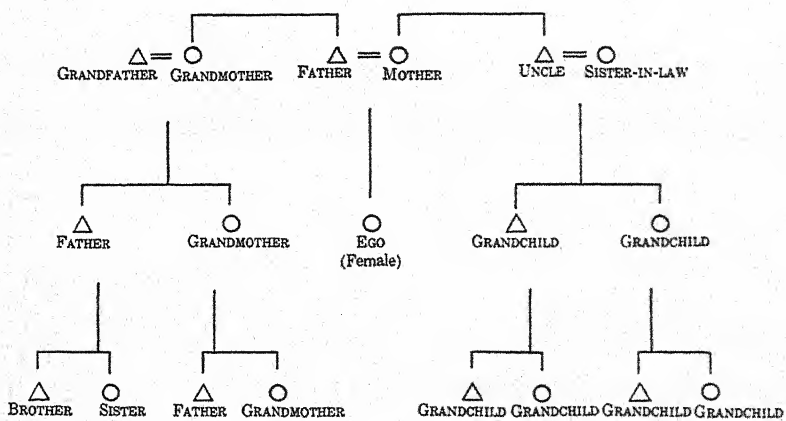 GRANDFATHER GRANDMOTHER FATHER MOTHER UNCLE SISTER-IN-LAW
FATHER GRANDMOTHER EGO GRANDCHILD GRANDCHILD
(Female)
BROTHER SISTER FATHER GRANDMOTHER GRANDCHILD GRANDCHILD GRANDCHILD GRANDCHILD